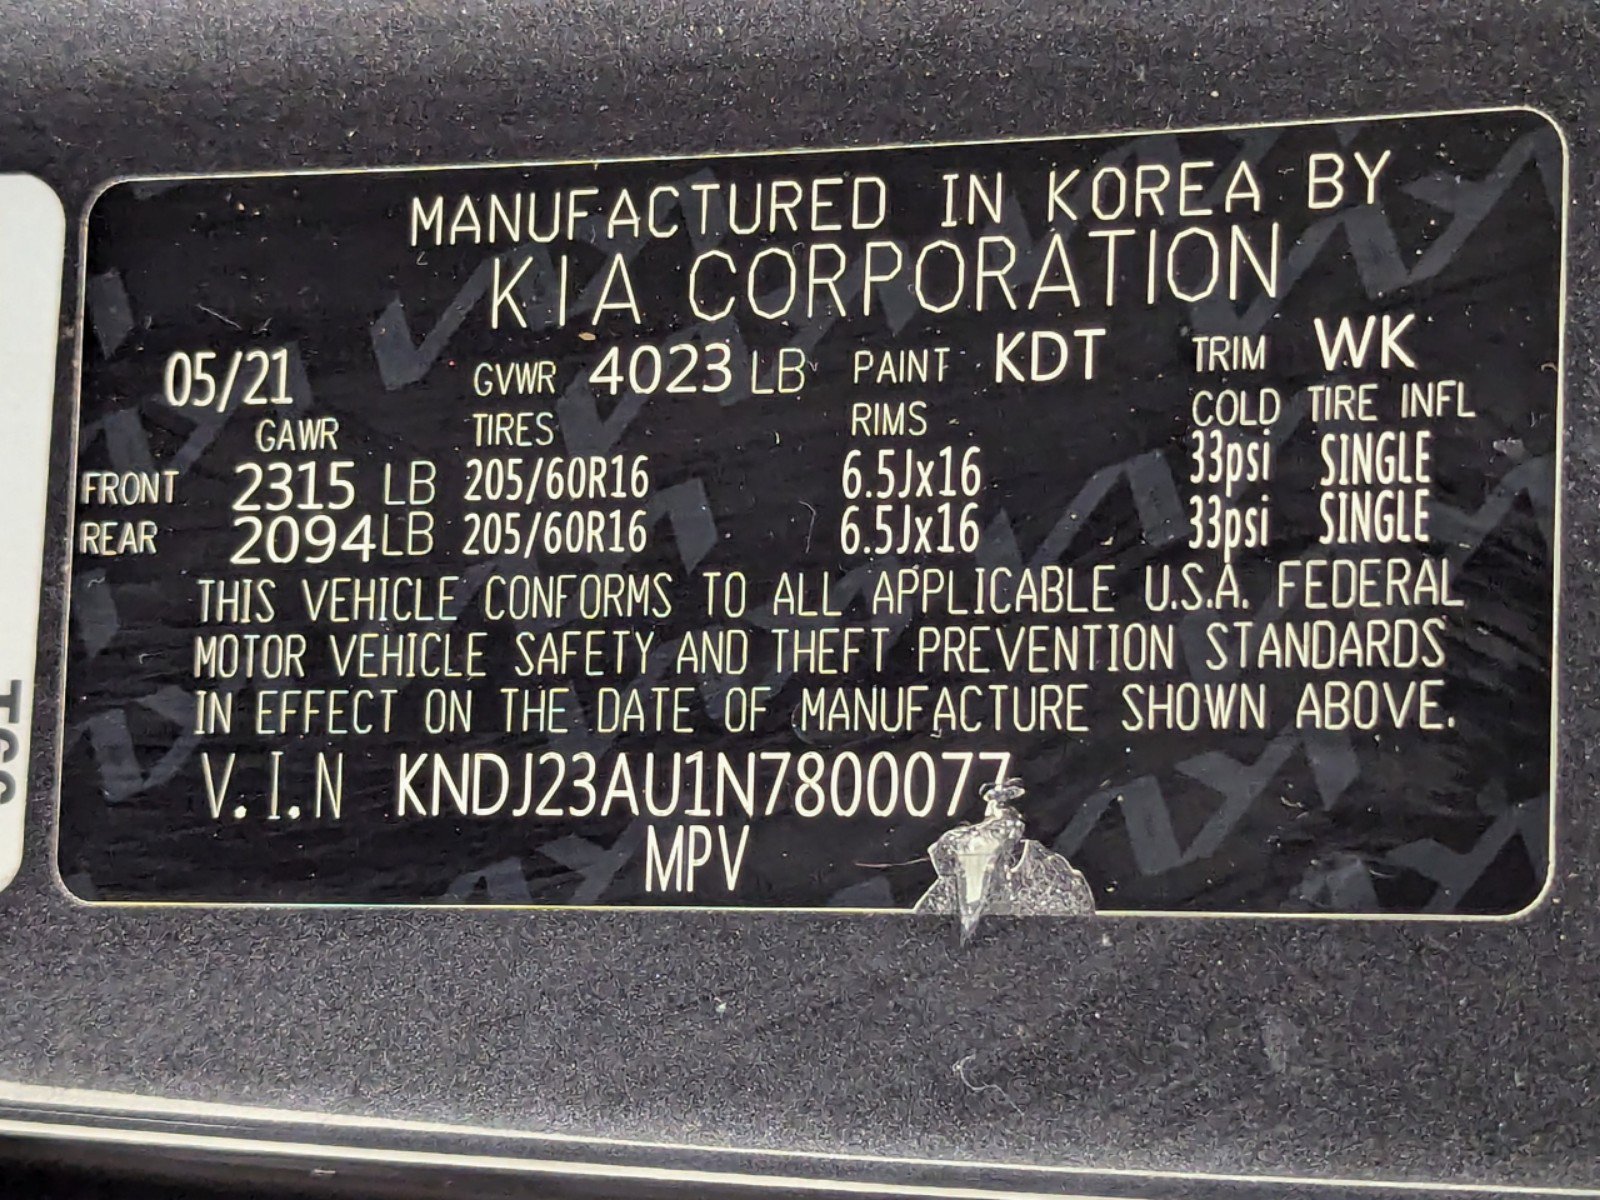 MANUFACTURED IN KOREA BY
KIA CORPORATION
05/21 GVWR 4023 LB PAINT KDT TRIM WK
GAWR TIRES RIMS COLD TIRE INFL
FRONT 2315 LB 205/60R16 6.5Jx16 33psi SINGLE
REAR 2094 LB 205/60R16 6.5Jx16 33psi SINGLE
THIS VEHICLE CONFORMS TO ALL APPLICABLE U.S.A. FEDERAL
MOTOR VEHICLE SAFETY AND THEFT PREVENTION STANDARDS
IN EFFECT ON THE DATE OF MANUFACTURE SHOWN ABOVE.
V.I.N KNDJ23AU1N7800077
MPV